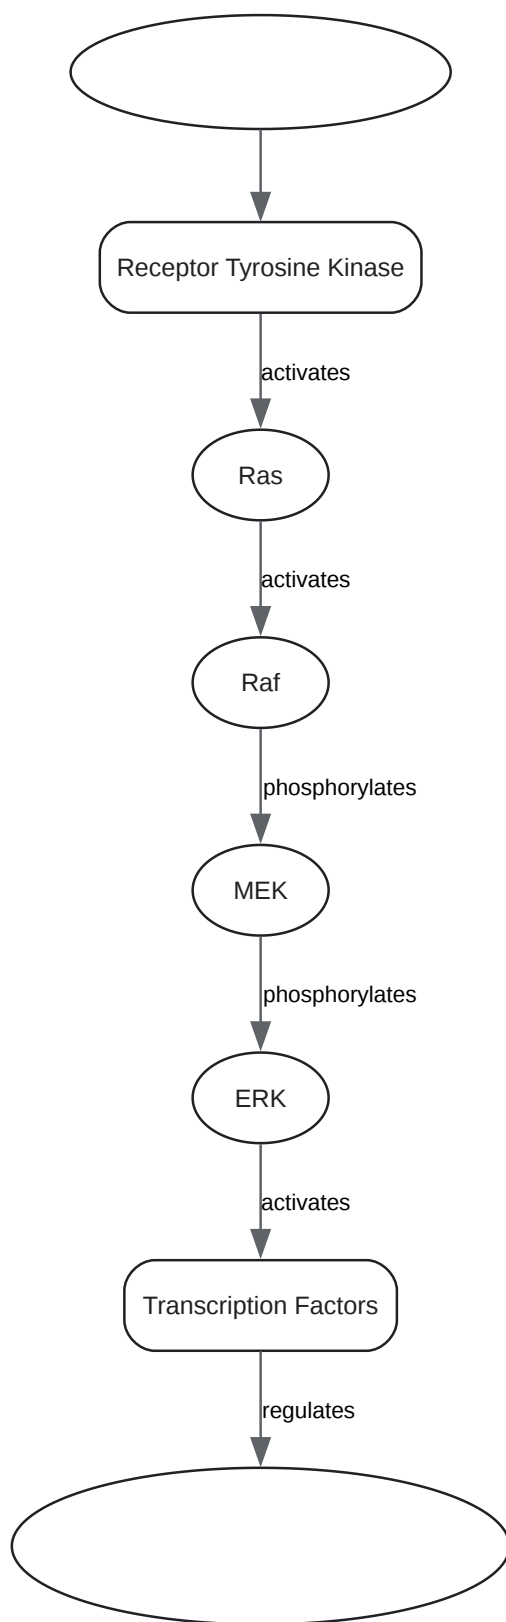 Receptor Tyrosine Kinase
activates
Ras
activates
Raf
phosphorylates
MEK
phosphorylates
ERK
activates
Transcription Factors
regulates